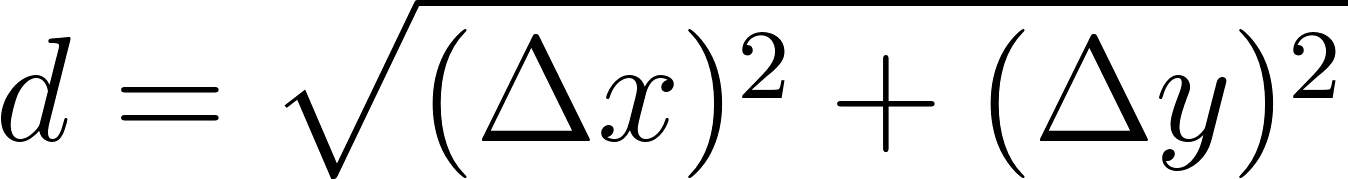 d = √(Δx)² + (Δy)²